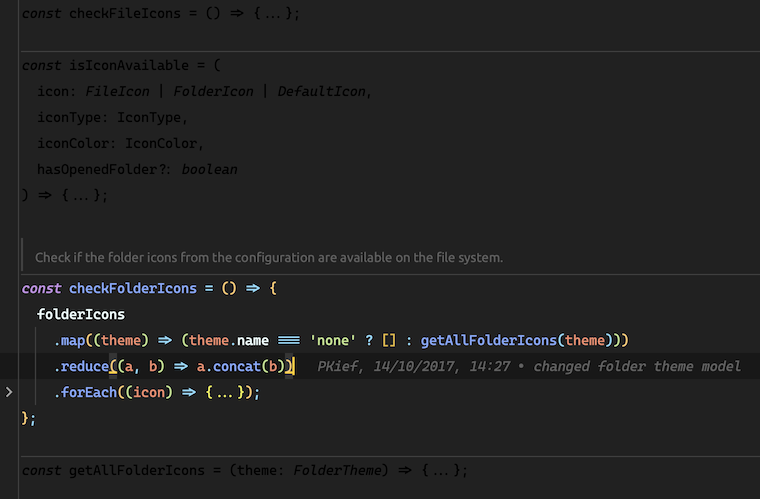 const checkFileIcons = () => {...};
const isIconAvailable = (
icon: FileIcon | FolderIcon | DefaultIcon,
iconType: IconType,
iconColor: IconColor,
hasOpenedFolder?: boolean
) => {...};
Check if the folder icons from the configuration are available on the file system.
const checkFolderIcons = () => {
folderIcons
.map((theme) => (theme.name === 'none' ? [] : getAllFolderIcons(theme)))
.reduce((a, b) => a.concat(b)) PKief, 14/10/2017, 14:27 • changed folder theme model
.forEach((icon) => {...});
};
const getAllFolderIcons = (theme: FolderTheme) => {...};